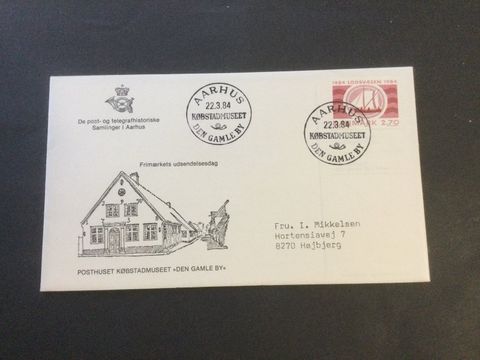 De post- og telegrafhistoriske
Samlinger i Aarhus
AARHUS
22.3.84
KØBSTADMUSEET
DEN GAMLE BY
AARHUS
22.3.84
KØBSTADMUSEET
DEN GAMLE BY
1684 LODSVÆSEN 1984
2.70
Frimærkets udsendelsesdag
POSTHUSET KØBSTADMUSEET »DEN GAMLE BY«
Fru. I. Mikkelsen
Hortensiavej 7
8270 Højbjerg